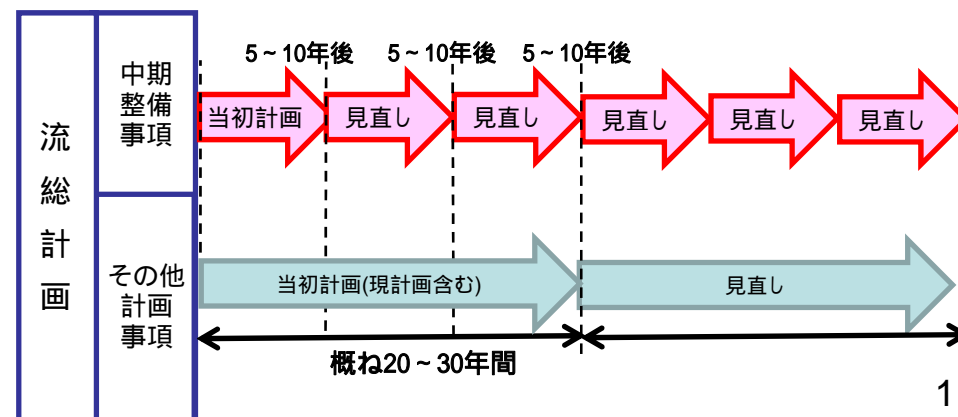 流
総
計
画
中期
整備
事項
5~10年後 5~10年後 5~10年後
当初計画 見直し 見直し 見直し 見直し 見直し
その他
計画
事項
当初計画(現計画含む) 見直し
概ね20~30年間
1